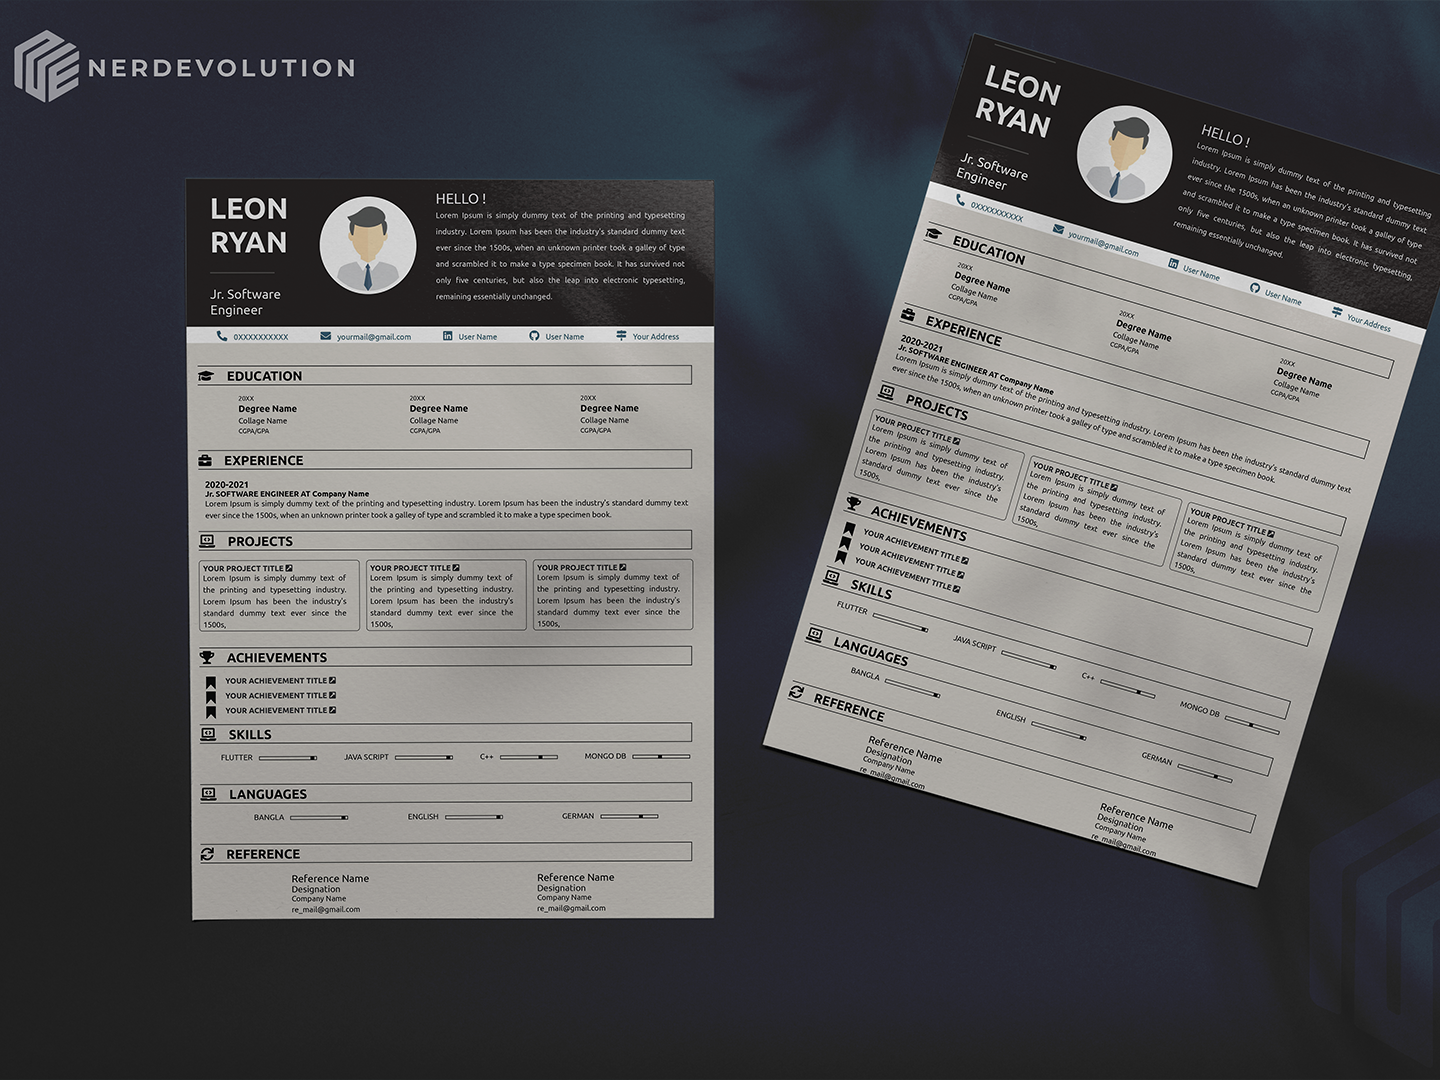 NERDEVOLUTION
LEON
RYAN
Jr. Software
Engineer
HELLO !
Lorem Ipsum is simply dummy text of the printing and typesetting
industry. Lorem Ipsum has been the industry's standard dummy text
ever since the 1500s, when an unknown printer took a galley of type
and scrambled it to make a type specimen book. It has survived not
only five centuries, but also the leap into electronic typesetting,
remaining essentially unchanged.
0XXXXXXXXXX yourmail@gmail.com User Name User Name Your Address
EDUCATION
20XX 20XX 20XX
Degree Name Degree Name Degree Name
Collage Name Collage Name Collage Name
CGPA/GPA CGPA/GPA CGPA/GPA
EXPERIENCE
2020-2021
Jr. SOFTWARE ENGINEER AT Company Name
Lorem Ipsum is simply dummy text of the printing and typesetting industry. Lorem Ipsum has been the industry's standard dummy text
ever since the 1500s, when an unknown printer took a galley of type and scrambled it to make a type specimen book.
PROJECTS
YOUR PROJECT TITLE
Lorem Ipsum is simply dummy text of
the printing and typesetting industry.
Lorem Ipsum has been the industry's
standard dummy text ever since the
1500s,
YOUR PROJECT TITLE
Lorem Ipsum is simply dummy text of
the printing and typesetting industry.
Lorem Ipsum has been the industry's
standard dummy text ever since the
1500s,
YOUR PROJECT TITLE
Lorem Ipsum is simply dummy text of
the printing and typesetting industry.
Lorem Ipsum has been the industry's
standard dummy text ever since the
1500s,
ACHIEVEMENTS
YOUR ACHIEVEMENT TITLE
YOUR ACHIEVEMENT TITLE
YOUR ACHIEVEMENT TITLE
SKILLS
FLUTTER JAVA SCRIPT C++ MONGO DB
LANGUAGES
BANGLA ENGLISH GERMAN
REFERENCE
Reference Name Reference Name
Designation Designation
Company Name Company Name
re_mail@gmail.com re_mail@gmail.com
LEON
RYAN
Jr. Software
Engineer
HELLO !
Lorem Ipsum is simply dummy text of the printing and typesetting
industry. Lorem Ipsum has been the industry's standard dummy text
ever since the 1500s, when an unknown printer took a galley of type
and scrambled it to make a type specimen book. It has survived not
only five centuries, but also the leap into electronic typesetting,
remaining essentially unchanged.
0XXXXXXXXXX yourmail@gmail.com User Name User Name Your Address
EDUCATION
20XX 20XX 20XX
Degree Name Degree Name Degree Name
Collage Name Collage Name Collage Name
CGPA/GPA CGPA/GPA CGPA/GPA
EXPERIENCE
2020-2021
Jr. SOFTWARE ENGINEER AT Company Name
Lorem Ipsum is simply dummy text of the printing and typesetting industry. Lorem Ipsum has been the industry's standard dummy text
ever since the 1500s, when an unknown printer took a galley of type and scrambled it to make a type specimen book.
PROJECTS
YOUR PROJECT TITLE
Lorem Ipsum is simply dummy text of
the printing and typesetting industry.
Lorem Ipsum has been the industry's
standard dummy text ever since the
1500s,
YOUR PROJECT TITLE
Lorem Ipsum is simply dummy text of
the printing and typesetting industry.
Lorem Ipsum has been the industry's
standard dummy text ever since the
1500s,
YOUR PROJECT TITLE
Lorem Ipsum is simply dummy text of
the printing and typesetting industry.
Lorem Ipsum has been the industry's
standard dummy text ever since the
1500s,
ACHIEVEMENTS
YOUR ACHIEVEMENT TITLE
YOUR ACHIEVEMENT TITLE
YOUR ACHIEVEMENT TITLE
SKILLS
FLUTTER JAVA SCRIPT C++ MONGO DB
LANGUAGES
BANGLA ENGLISH GERMAN
REFERENCE
Reference Name Reference Name
Designation Designation
Company Name Company Name
re_mail@gmail.com re_mail@gmail.com